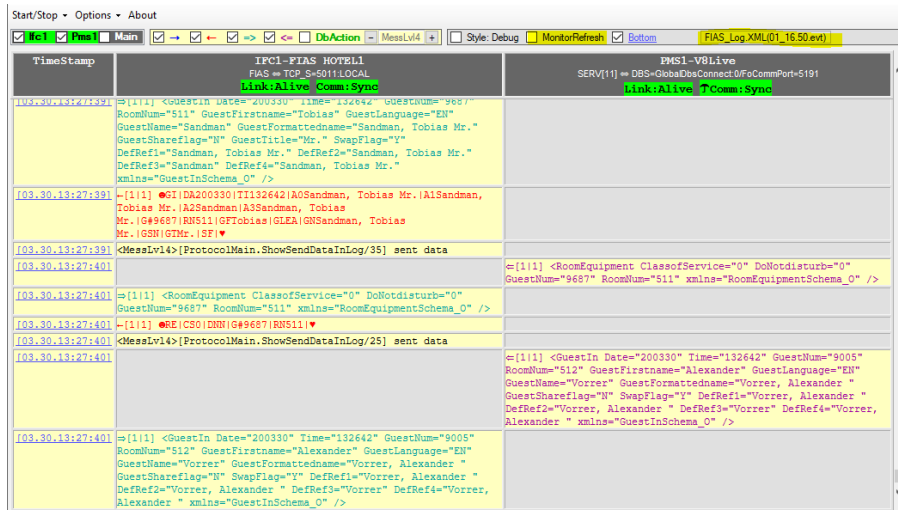 Start/Stop ▾ Options ▾ About
Ifc1 Pms1 Main → ← => <= DbAction - MessLvl4 + Style: Debug MonitorRefresh Bottom FIAS_Log.XML(01_16.50.evt)
TimeStamp IFC1-FIAS HOTEL1 PMS1-V8Live
FIAS ⇔ TCP_S=5011:LOCAL SERV[11] ⇔ DBS=GlobalDbsConnect:0/FoCommPort=5191
Link:Alive Comm:Sync Link:Alive Comm:Sync
[03.30.13:27:39] ⇒[1|1] <GuestIn Date="200330" Time="132642" GuestNum="9687"
RoomNum="511" GuestFirstname="Tobias" GuestLanguage="EN"
GuestName="Sandman" GuestFormattedname="Sandman, Tobias Mr."
GuestShareflag="N" GuestTitle="Mr." SwapFlag="Y"
DefRef1="Sandman, Tobias Mr." DefRef2="Sandman, Tobias Mr."
DefRef3="Sandman" DefRef4="Sandman, Tobias Mr."
xmlns="GuestInSchema_O" />
[03.30.13:27:39] ←[1|1] ☻GI|DA200330|TI132642|A0Sandman, Tobias Mr.|A1Sandman,
Tobias Mr.|A2Sandman|A3Sandman, Tobias
Mr.|G#9687|RN511|GFTobias|GLEA|GNSandman, Tobias
Mr.|GSN|GTMr.|SF|♥
[03.30.13:27:39] <MessLvl4>[ProtocolMain.ShowSendDataInLog/35] sent data
[03.30.13:27:40] ⇐[1|1] <RoomEquipment ClassofService="0" DoNotdisturb="0"
GuestNum="9687" RoomNum="511" xmlns="RoomEquipmentSchema_O" />
[03.30.13:27:40] ⇒[1|1] <RoomEquipment ClassofService="0" DoNotdisturb="0"
GuestNum="9687" RoomNum="511" xmlns="RoomEquipmentSchema_O" />
[03.30.13:27:40] ←[1|1] ☻RE|CS0|DNN|G#9687|RN511|♥
[03.30.13:27:40] <MessLvl4>[ProtocolMain.ShowSendDataInLog/25] sent data
[03.30.13:27:40] ⇐[1|1] <GuestIn Date="200330" Time="132642" GuestNum="9005"
RoomNum="512" GuestFirstname="Alexander" GuestLanguage="EN"
GuestName="Vorrer" GuestFormattedname="Vorrer, Alexander "
GuestShareflag="N" SwapFlag="Y" DefRef1="Vorrer, Alexander "
DefRef2="Vorrer, Alexander " DefRef3="Vorrer" DefRef4="Vorrer,
Alexander " xmlns="GuestInSchema_O" />
[03.30.13:27:40] ⇒[1|1] <GuestIn Date="200330" Time="132642" GuestNum="9005"
RoomNum="512" GuestFirstname="Alexander" GuestLanguage="EN"
GuestName="Vorrer" GuestFormattedname="Vorrer, Alexander "
GuestShareflag="N" SwapFlag="Y" DefRef1="Vorrer, Alexander "
DefRef2="Vorrer, Alexander " DefRef3="Vorrer" DefRef4="Vorrer,
Alexander " xmlns="GuestInSchema_O" />